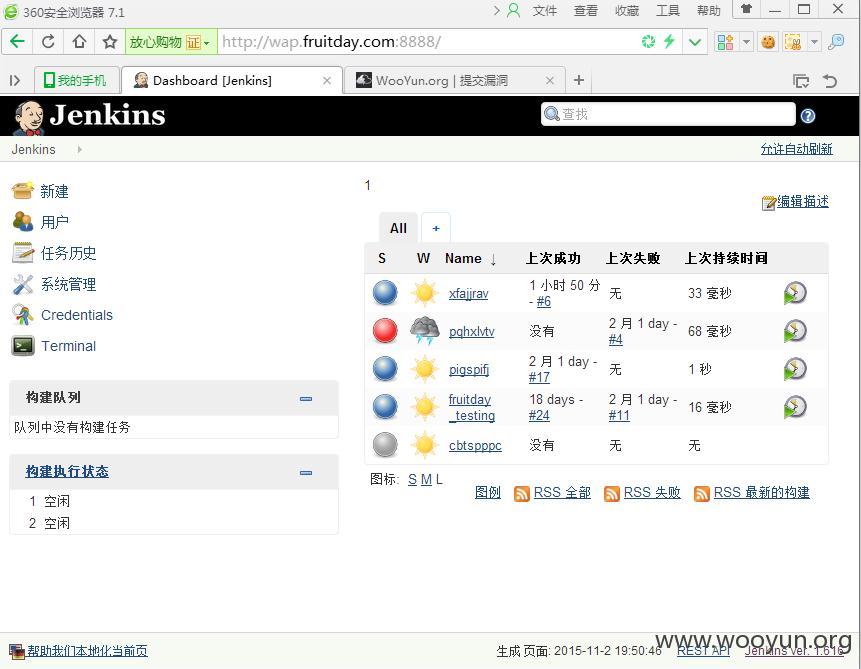 360安全浏览器 7.1
文件 查看 收藏 工具 帮助
放心购物 证 http://wap.fruitday.com:8888/
我的手机 Dashboard [Jenkins] WooYun.org | 提交漏洞
Jenkins 查找
Jenkins 允许自动刷新
新建
用户
任务历史
系统管理
Credentials
Terminal
构建队列
队列中没有构建任务
构建执行状态
1 空闲
2 空闲
1
编辑描述
All +
S W Name ↓ 上次成功 上次失败 上次持续时间
xfajjrav 1 小时 50 分 - #6 无 33 毫秒
pqhxlvtv 没有 2 月 1 day - #4 68 毫秒
pigspifj 2 月 1 day - #17 无 1 秒
fruitday_testing 18 days - #24 2 月 1 day - #11 16 毫秒
cbtspppc 没有 无 无
图标: S M L
图例 RSS 全部 RSS 失败 RSS 最新的构建
帮助我们本地化当前页 生成 页面: 2015-11-2 19:50:46 REST API Jenkins ver. 1.616
www.wooyun.org